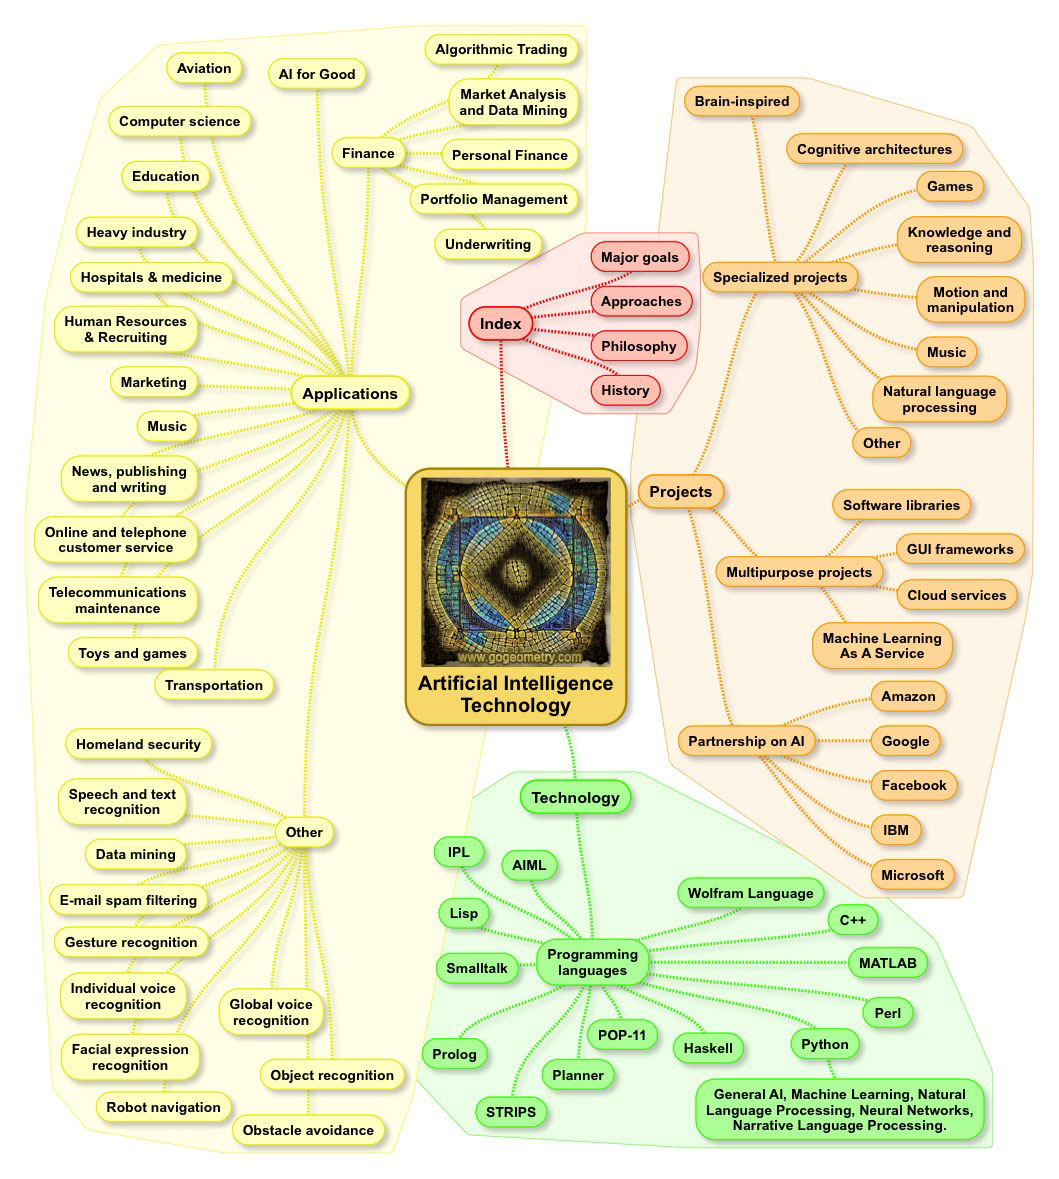 Artificial Intelligence
Technology
www.gogeometry.com
Index
Major goals
Approaches
Philosophy
History
Applications
Aviation
AI for Good
Computer science
Education
Heavy industry
Hospitals & medicine
Human Resources
& Recruiting
Marketing
Music
News, publishing
and writing
Online and telephone
customer service
Telecommunications
maintenance
Toys and games
Transportation
Finance
Algorithmic Trading
Market Analysis
and Data Mining
Personal Finance
Portfolio Management
Underwriting
Other
Homeland security
Speech and text
recognition
Data mining
E-mail spam filtering
Gesture recognition
Individual voice
recognition
Facial expression
recognition
Robot navigation
Global voice
recognition
Object recognition
Obstacle avoidance
Projects
Specialized projects
Brain-inspired
Cognitive architectures
Games
Knowledge and
reasoning
Motion and
manipulation
Music
Natural language
processing
Other
Multipurpose projects
Software libraries
GUI frameworks
Cloud services
Machine Learning
As A Service
Partnership on AI
Amazon
Google
Facebook
IBM
Microsoft
Technology
Programming
languages
IPL
AIML
Lisp
Smalltalk
Prolog
STRIPS
Planner
POP-11
Haskell
Wolfram Language
C++
MATLAB
Perl
Python
General AI, Machine Learning, Natural
Language Processing, Neural Networks,
Narrative Language Processing.